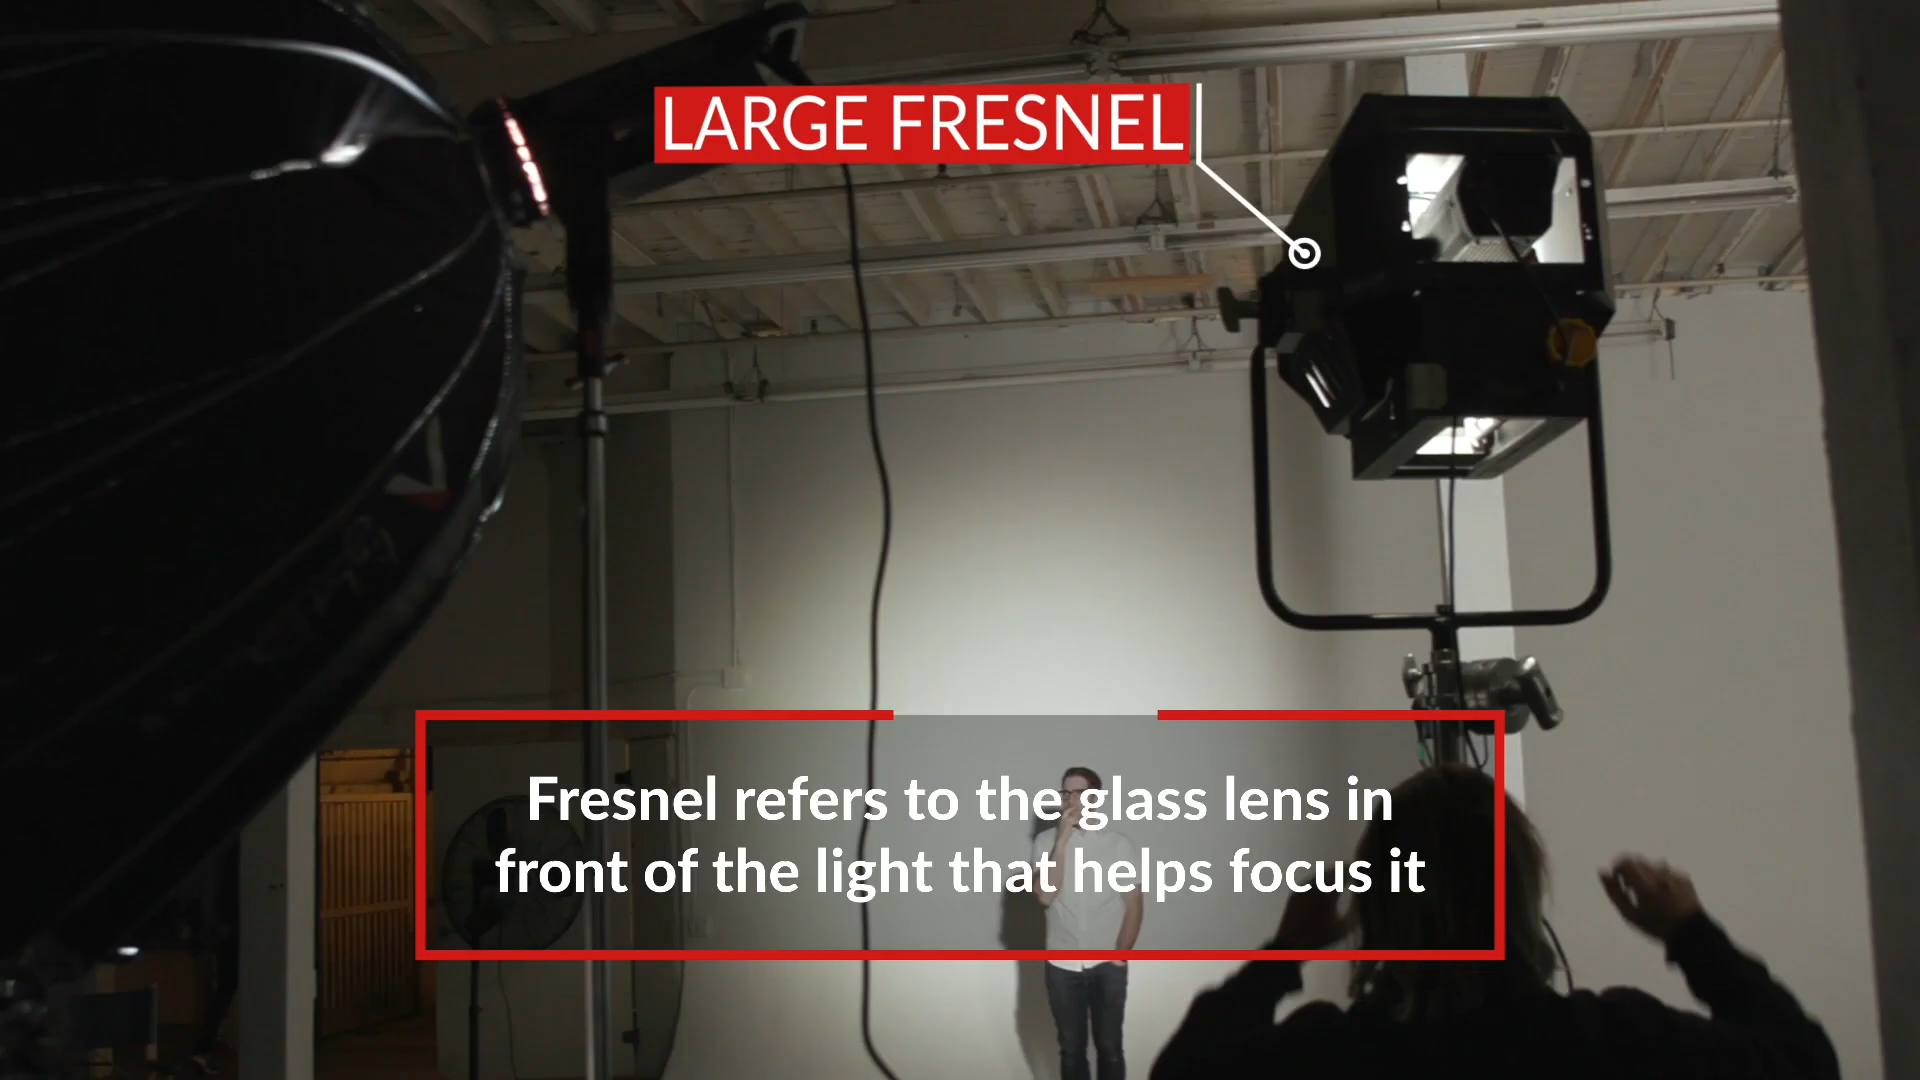 LARGE FRESNEL
Fresnel refers to the glass lens in
front of the light that helps focus it